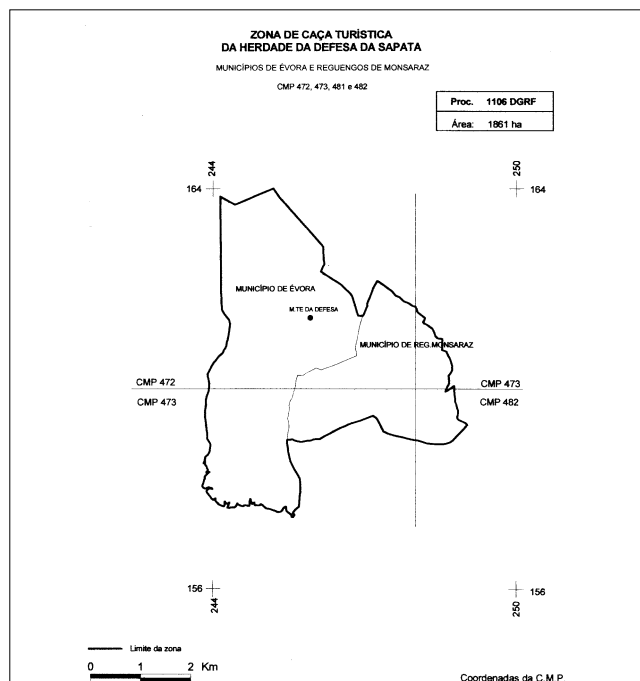 ZONA DE CAÇA TURÍSTICA
DA HERDADE DA DEFESA DA SAPATA
MUNICÍPIOS DE ÉVORA E REGUENGOS DE MONSARAZ
CMP 472, 473, 481 e 482
Proc. 1106 DGRF
Área: 1861 ha
244
250
164
164
MUNICÍPIO DE ÉVORA
M.TE DA DEFESA
MUNICÍPIO DE REG.MONSARAZ
CMP 472
CMP 473
CMP 473
CMP 482
156
156
244
250
Limite da zona
0 1 2 Km
Coordenadas da C.M.P.